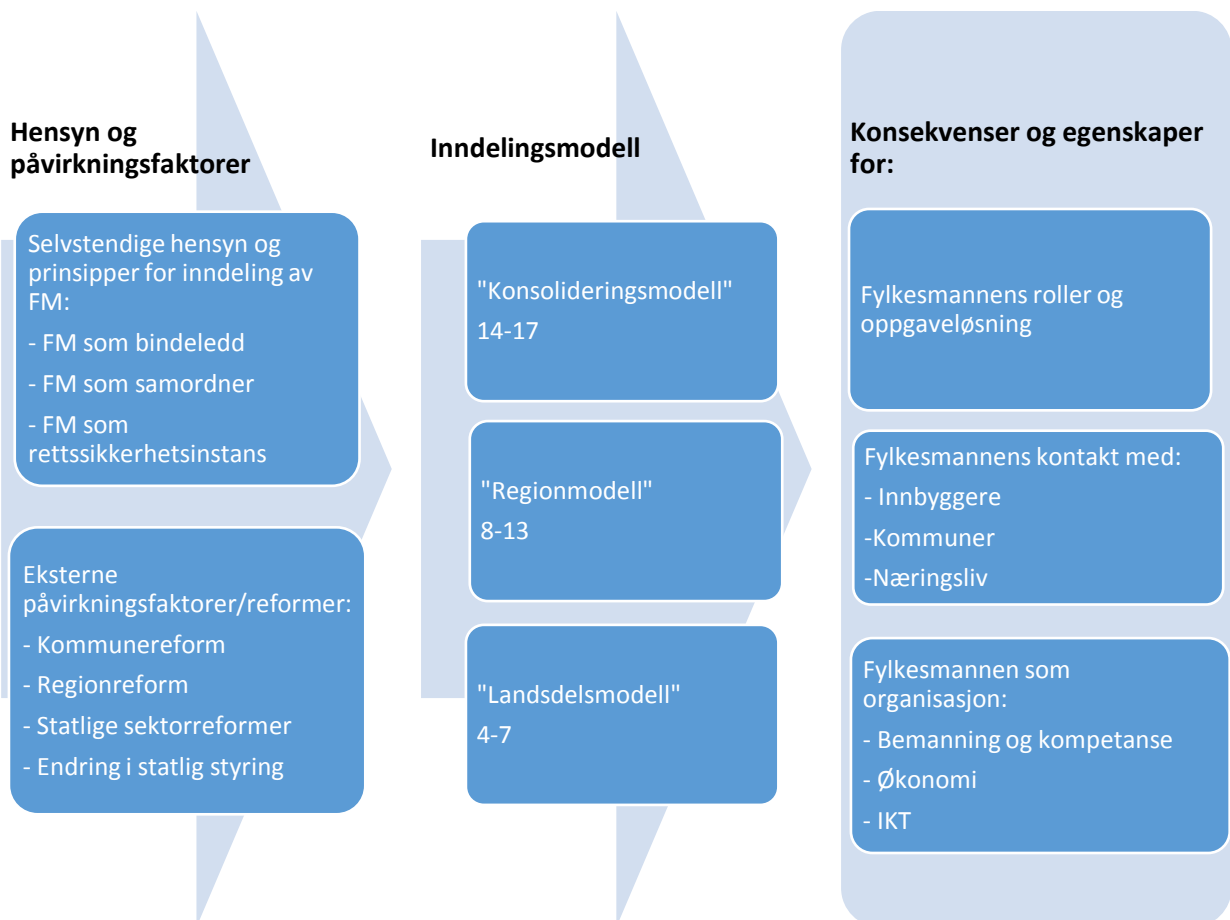 Hensyn og
påvirkningsfaktorer
Selvstendige hensyn og
prinsipper for inndeling av
FM:
- FM som bindeledd
- FM som samordner
- FM som
rettssikkerhetsinstans
Eksterne
påvirkningsfaktorer/reformer:
- Kommunereform
- Regionreform
- Statlige sektorreformer
- Endring i statlig styring
Inndelingsmodell
"Konsolideringsmodell"
14-17
"Regionmodell"
8-13
"Landsdelsmodell"
4-7
Konsekvenser og egenskaper
for:
Fylkesmannens roller og
oppgaveløsning
Fylkesmannens kontakt med:
- Innbyggere
-Kommuner
-Næringsliv
Fylkesmannen som
organisasjon:
- Bemanning og kompetanse
- Økonomi
- IKT